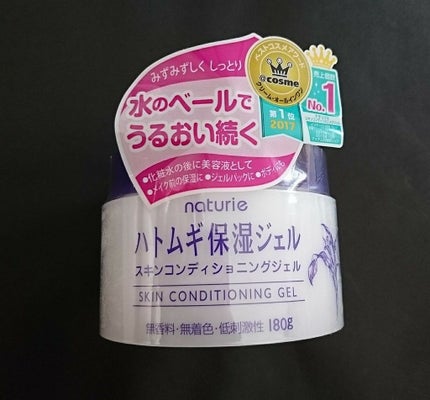 みずみずしく しっとり
水のベールで
うるおい続く
●化粧水の後に美容液として
●メイク前の保湿に ●ジェルパックに ●ボディにも
ベストコスメアワード
@cosme
クリーム・オールインワン
第1位
2017
売上個数
No.1
naturie
ハトムギ保湿ジェル
スキンコンディショニングジェル
SKIN CONDITIONING GEL
無香料・無着色・低刺激性 180g